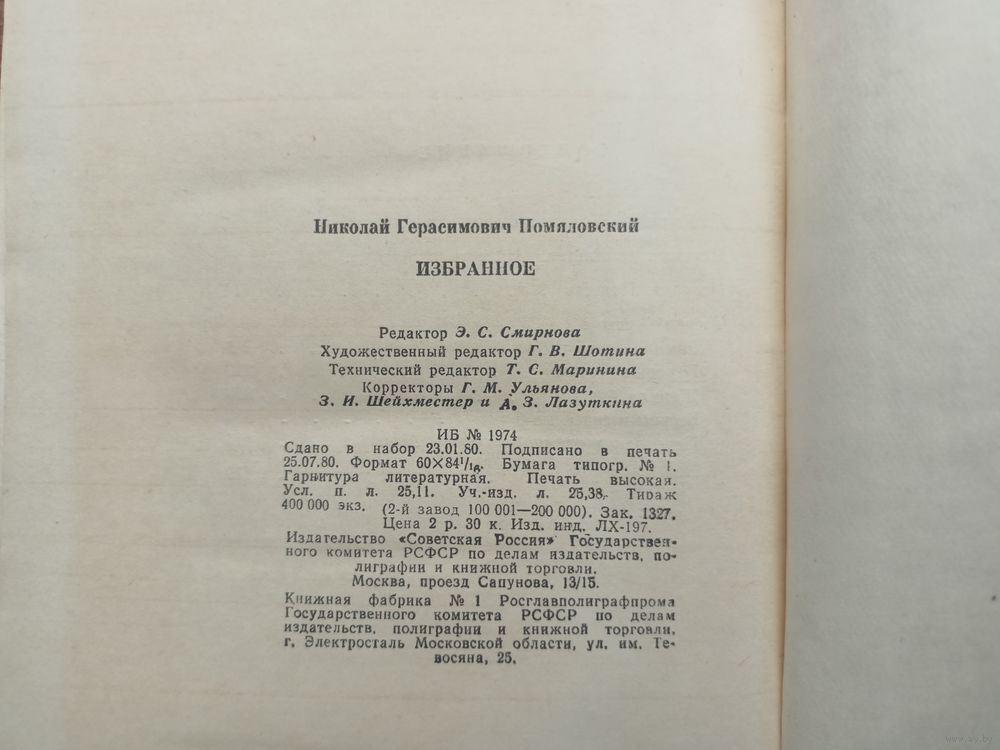 Николай Герасимович Помяловский
ИЗБРАННОЕ
Редактор Э. С. Смирнова
Художественный редактор Г. В. Шотина
Технический редактор Т. С. Маринина
Корректоры Г. М. Ульянова,
З. И. Шейхместер и А. З. Лазуткина
ИБ № 1974
Сдано в набор 23.01.80. Подписано в печать
25.07.80. Формат 60×84¹/₁₆. Бумага типогр. № 1.
Гарнитура литературная. Печать высокая.
Усл. п. л. 25,11. Уч.-изд. л. 25,38. Тираж
400 000 экз. (2-й завод 100 001—200 000). Зак. 1327.
Цена 2 р. 30 к. Изд. инд. ЛХ-197.
Издательство «Советская Россия» Государствен-
ного комитета РСФСР по делам издательств, по-
лиграфии и книжной торговли.
Москва, проезд Сапунова, 13/15.
Книжная фабрика № 1 Росглавполиграфпрома
Государственного комитета РСФСР по делам
издательств, полиграфии и книжной торговли,
г. Электросталь Московской области, ул. им. Те-
восяна, 25.
www.ay.by